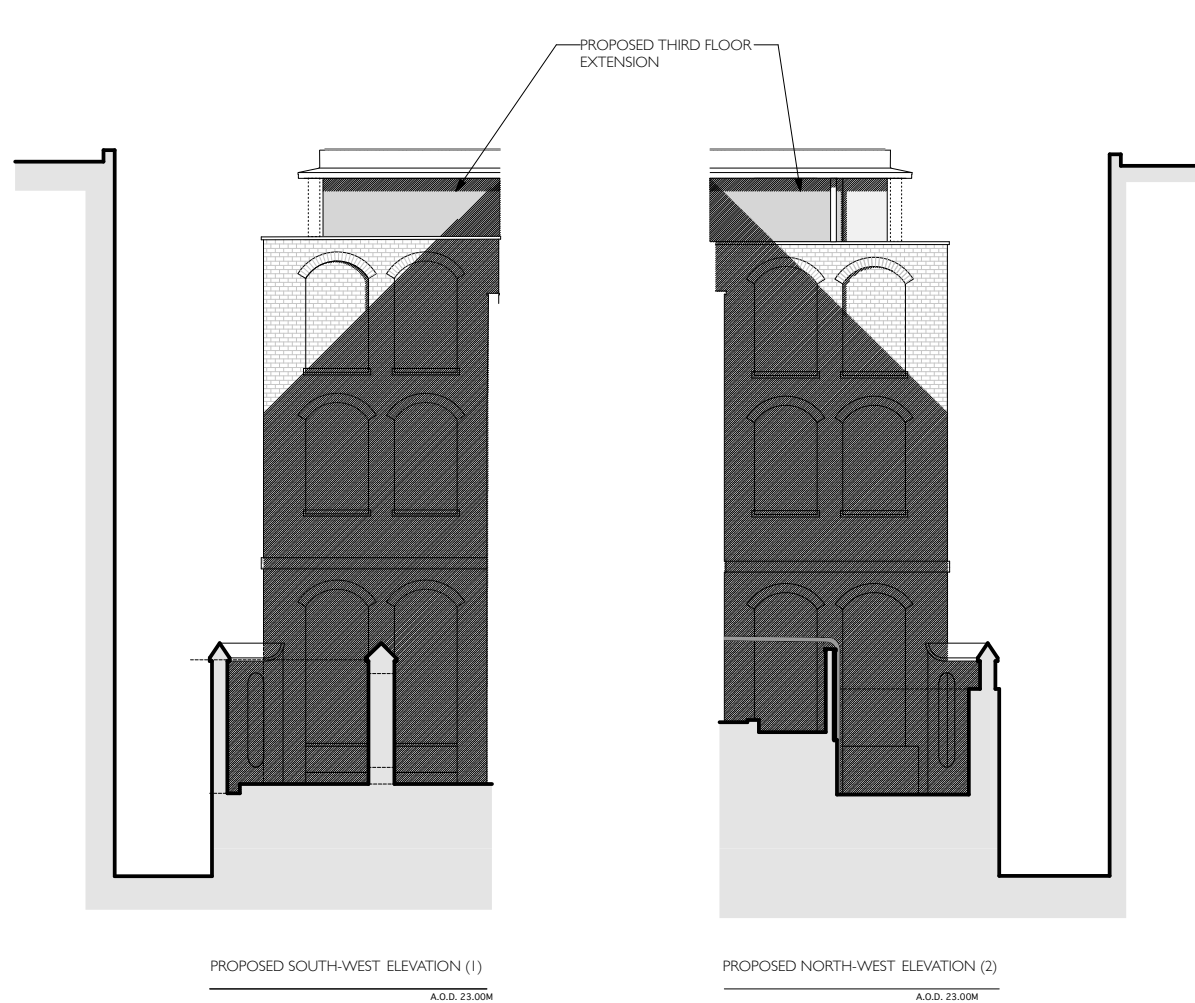 PROPOSED THIRD FLOOR
EXTENSION
PROPOSED SOUTH-WEST ELEVATION (1)
A.O.D. 23.00M
PROPOSED NORTH-WEST ELEVATION (2)
A.O.D. 23.00M